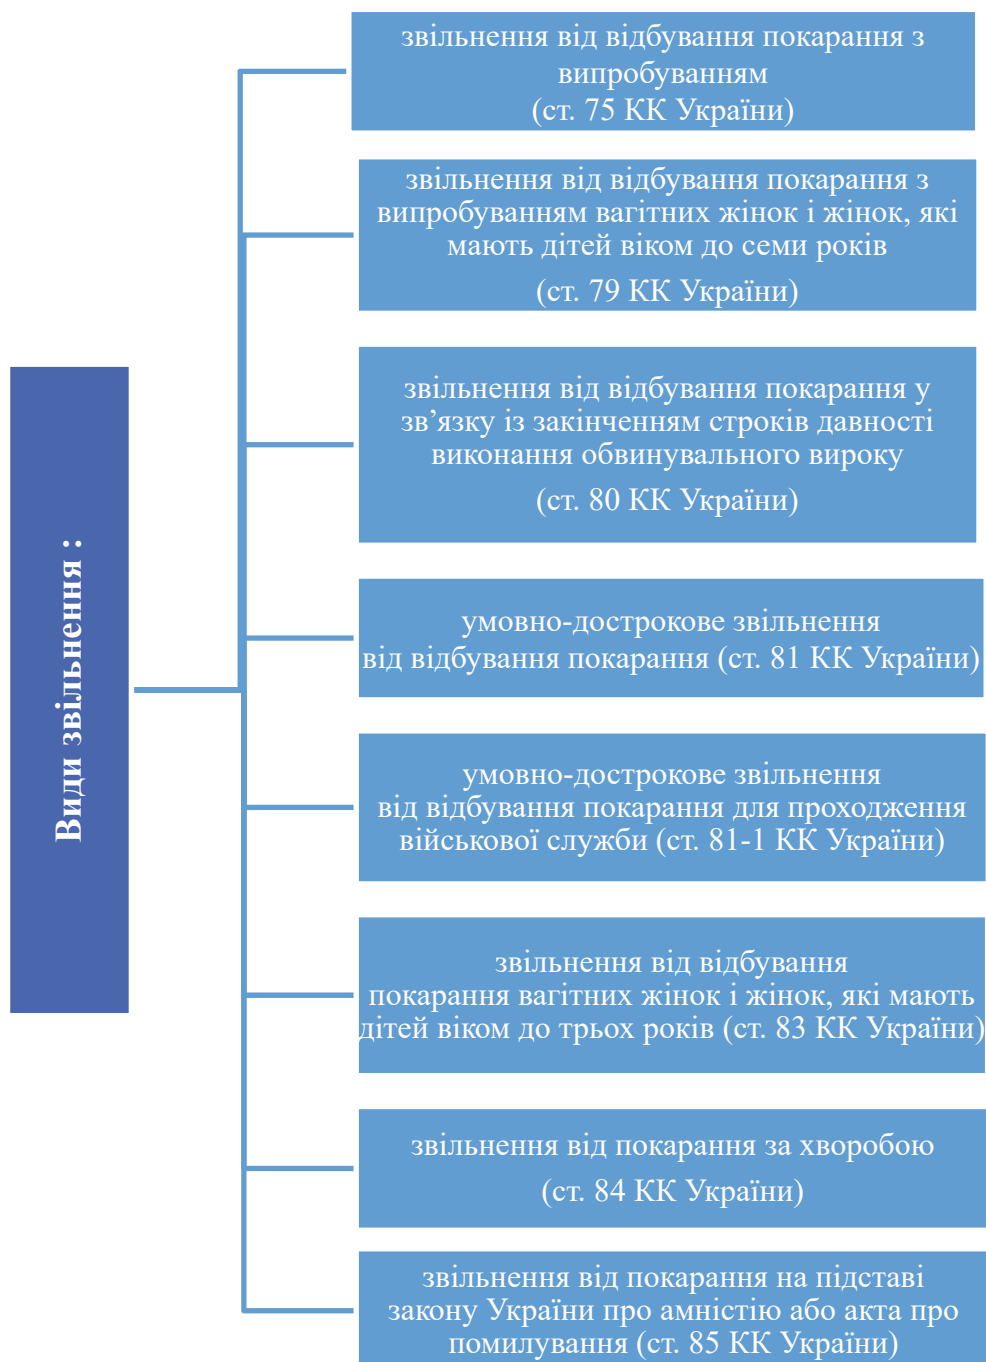 Види звільнення :
звільнення від відбування покарання з
випробуванням
(ст. 75 КК України)
звільнення від відбування покарання з
випробуванням вагітних жінок і жінок, які
мають дітей віком до семи років
(ст. 79 КК України)
звільнення від відбування покарання у
зв’язку із закінченням строків давності
виконання обвинувального вироку
(ст. 80 КК України)
умовно-дострокове звільнення
від відбування покарання (ст. 81 КК України)
умовно-дострокове звільнення
від відбування покарання для проходження
військової служби (ст. 81-1 КК України)
звільнення від відбування
покарання вагітних жінок і жінок, які мають
дітей віком до трьох років (ст. 83 КК України)
звільнення від покарання за хворобою
(ст. 84 КК України)
звільнення від покарання на підставі
закону України про амністію або акта про
помилування (ст. 85 КК України)